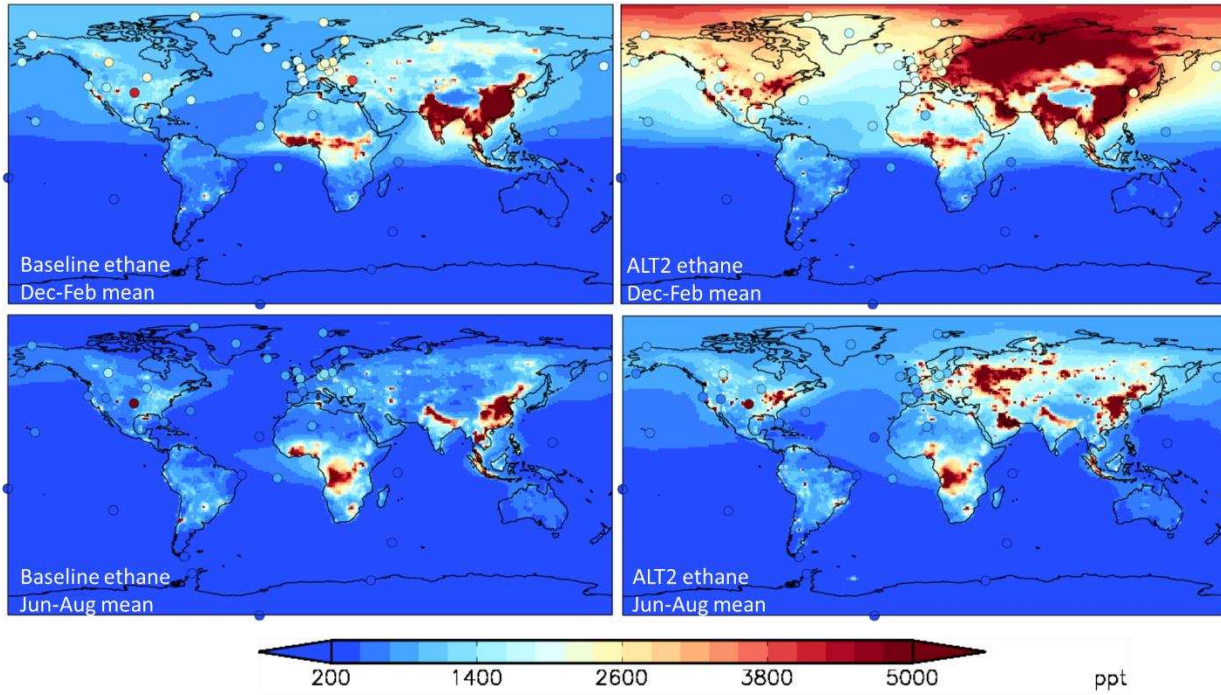 Baseline ethane
Dec-Feb mean
ALT2 ethane
Dec-Feb mean
Baseline ethane
Jun-Aug mean
ALT2 ethane
Jun-Aug mean
200 1400 2600 3800 5000 ppt